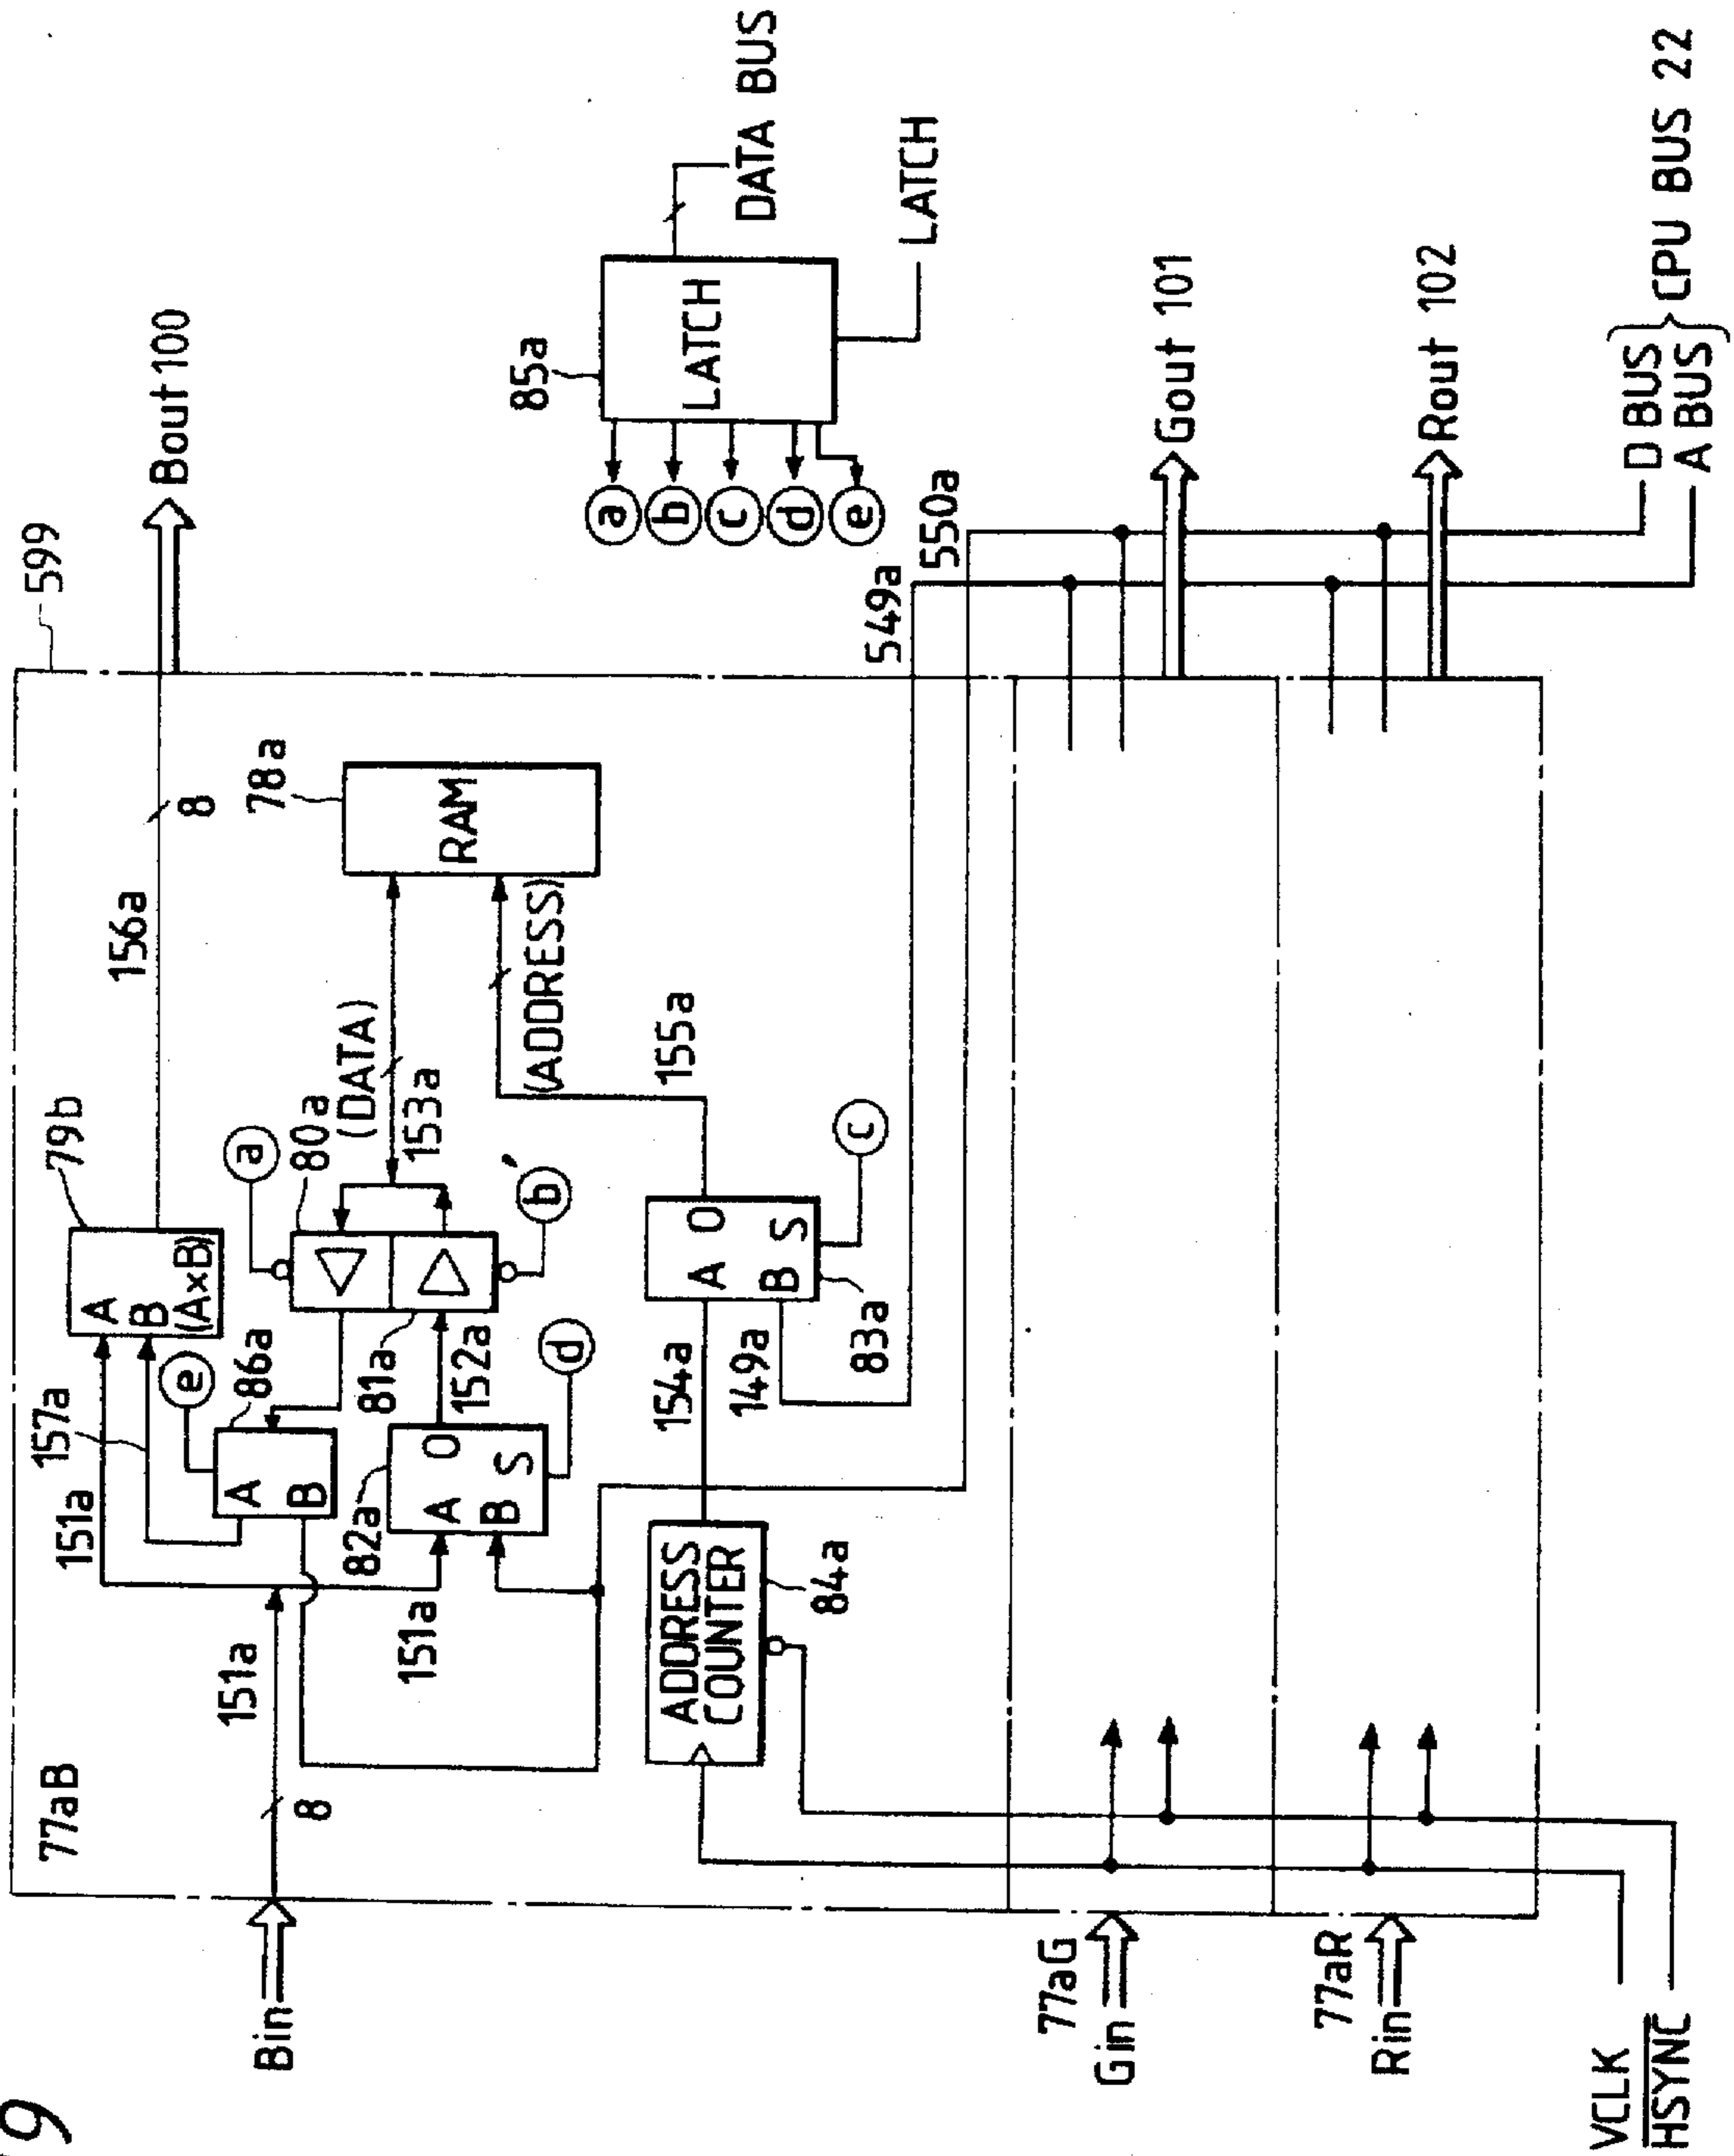 9
599
77aB
Bin
151a
8
151a
157a
79b
A
B
(A×B)
156a
8
Bout 100
e
86a
A
B
a
80a
(DATA)
153a
78a
RAM
81a
82a
151a
A
B
O
S
152a
b'
d
(ADDRESS)
155a
ADDRESS
COUNTER
84a
154a
149a
A
B
O
S
83a
c
549a
550a
85a
LATCH
a
b
c
d
e
DATA BUS
LATCH
77aG
Gin
Gout 101
77aR
Rin
Rout 102
VCLK
HSYNC
D BUS
A BUS
CPU BUS 22